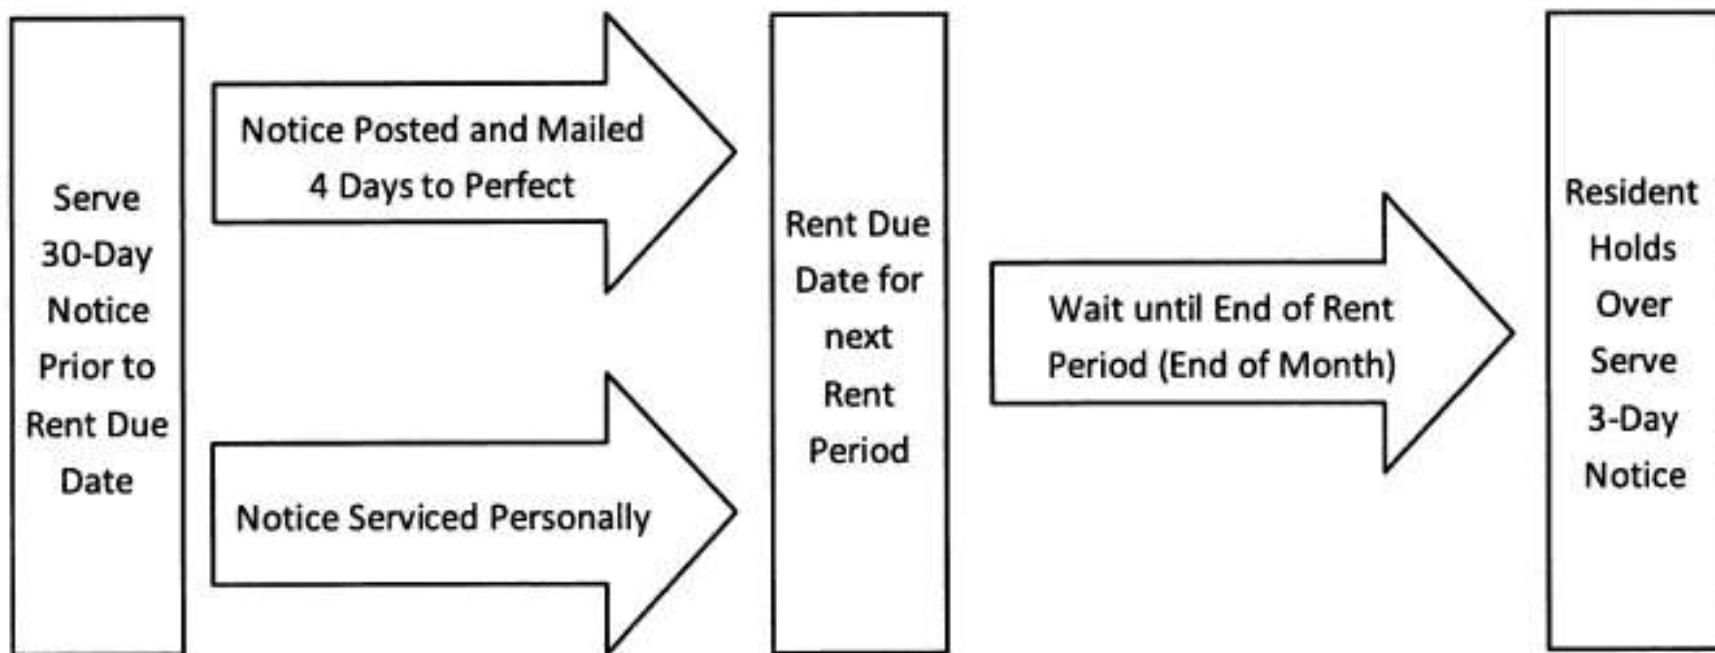 Serve
30-Day
Notice
Prior to
Rent Due
Date
Notice Posted and Mailed
4 Days to Perfect
Notice Serviced Personally
Rent Due
Date for
next
Rent
Period
Wait until End of Rent
Period (End of Month)
Resident
Holds
Over
Serve
3-Day
Notice